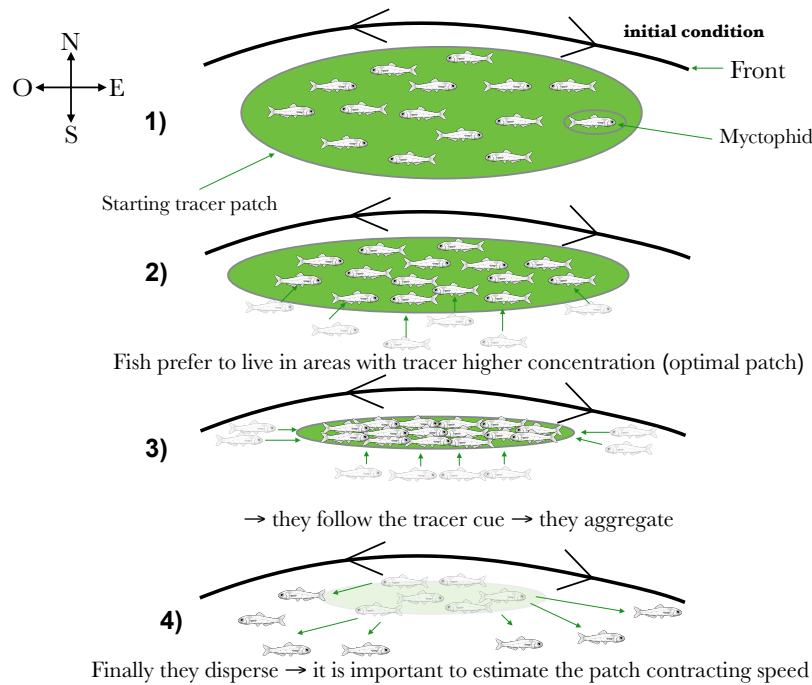 initial condition
N
Front
O E
S
1)
Myctophid
Starting tracer patch
2)
Fish prefer to live in areas with tracer higher concentration (optimal patch)
3)
→ they follow the tracer cue → they aggregate
4)
Finally they disperse → it is important to estimate the patch contracting speed